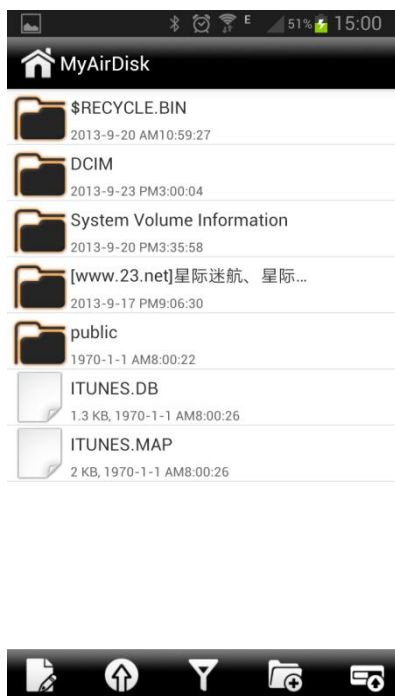 E 51% 15:00
MyAirDisk
$RECYCLE.BIN
2013-9-20 AM10:59:27
DCIM
2013-9-23 PM3:00:04
System Volume Information
2013-9-20 PM3:35:58
[www.23.net]星际迷航、星际...
2013-9-17 PM9:06:30
public
1970-1-1 AM8:00:22
ITUNES.DB
1.3 KB, 1970-1-1 AM8:00:26
ITUNES.MAP
2 KB, 1970-1-1 AM8:00:26